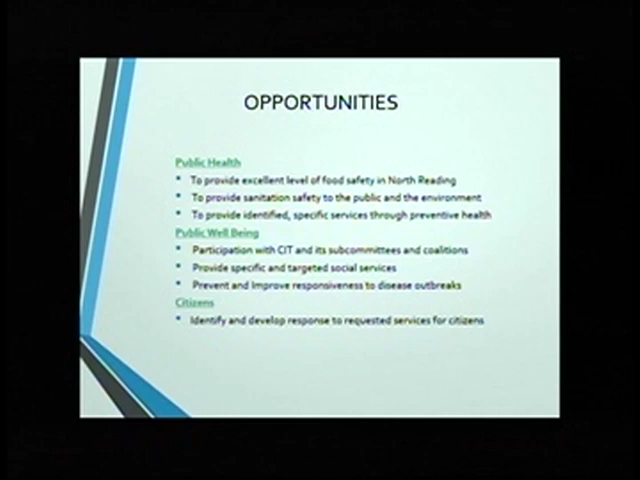 OPPORTUNITIES
Public Health
▪ To provide excellent level of food safety in North Reading
▪ To provide sanitation safety to the public and the environment
▪ To provide identified, specific services through preventive health
Public Well Being
▪ Participation with CIT and its subcommittees and coalitions
▪ Provide specific and targeted social services
▪ Prevent and Improve responsiveness to disease outbreaks
Citizens
▪ Identify and develop response to requested services for citizens